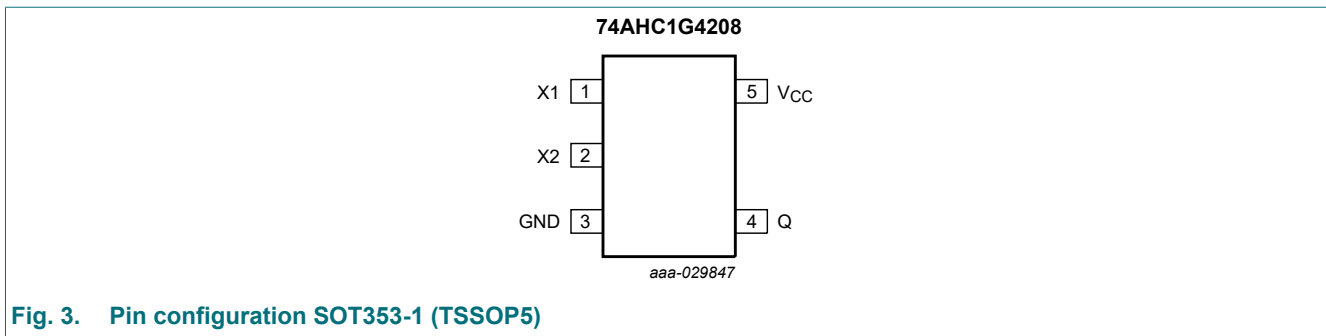 74AHC1G4208
X1 1 5 VCC
X2 2
GND 3 4 Q
aaa-029847
Fig. 3. Pin configuration SOT353-1 (TSSOP5)